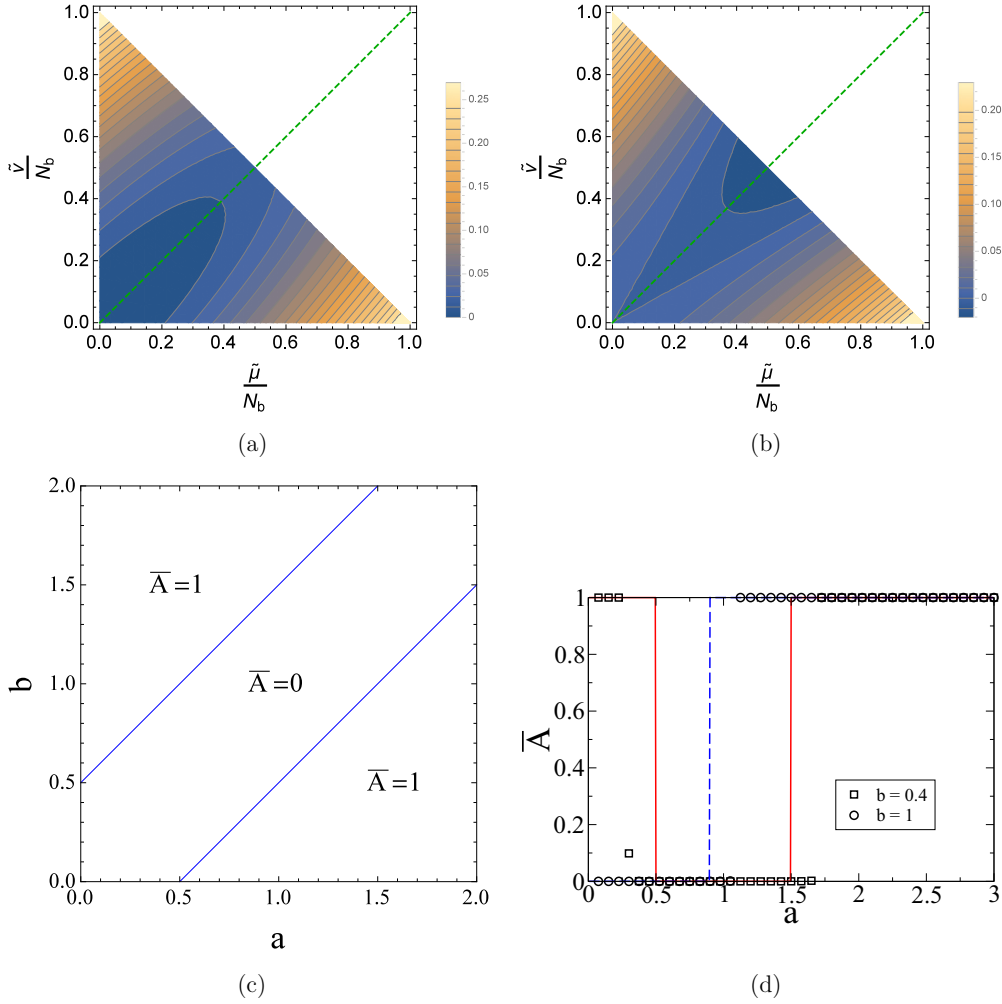 1.0
0.8
0.6
0.4
0.2
0.0
ṽ/N_b
0.0 0.2 0.4 0.6 0.8 1.0
μ̃/N_b
0.25
0.20
0.15
0.10
0.05
0
(a)
1.0
0.8
0.6
0.4
0.2
0.0
ṽ/N_b
0.0 0.2 0.4 0.6 0.8 1.0
μ̃/N_b
0.20
0.15
0.10
0.05
0
(b)
2.0
1.5
1.0
0.5
0.0
b
A̅=1
A̅=0
A̅=1
0.0 0.5 1.0 1.5 2.0
a
(c)
1
0.8
0.6
0.4
0.2
0
A̅
b = 0.4
b = 1
0 0.5 1 1.5 2 2.5 3
a
(d)